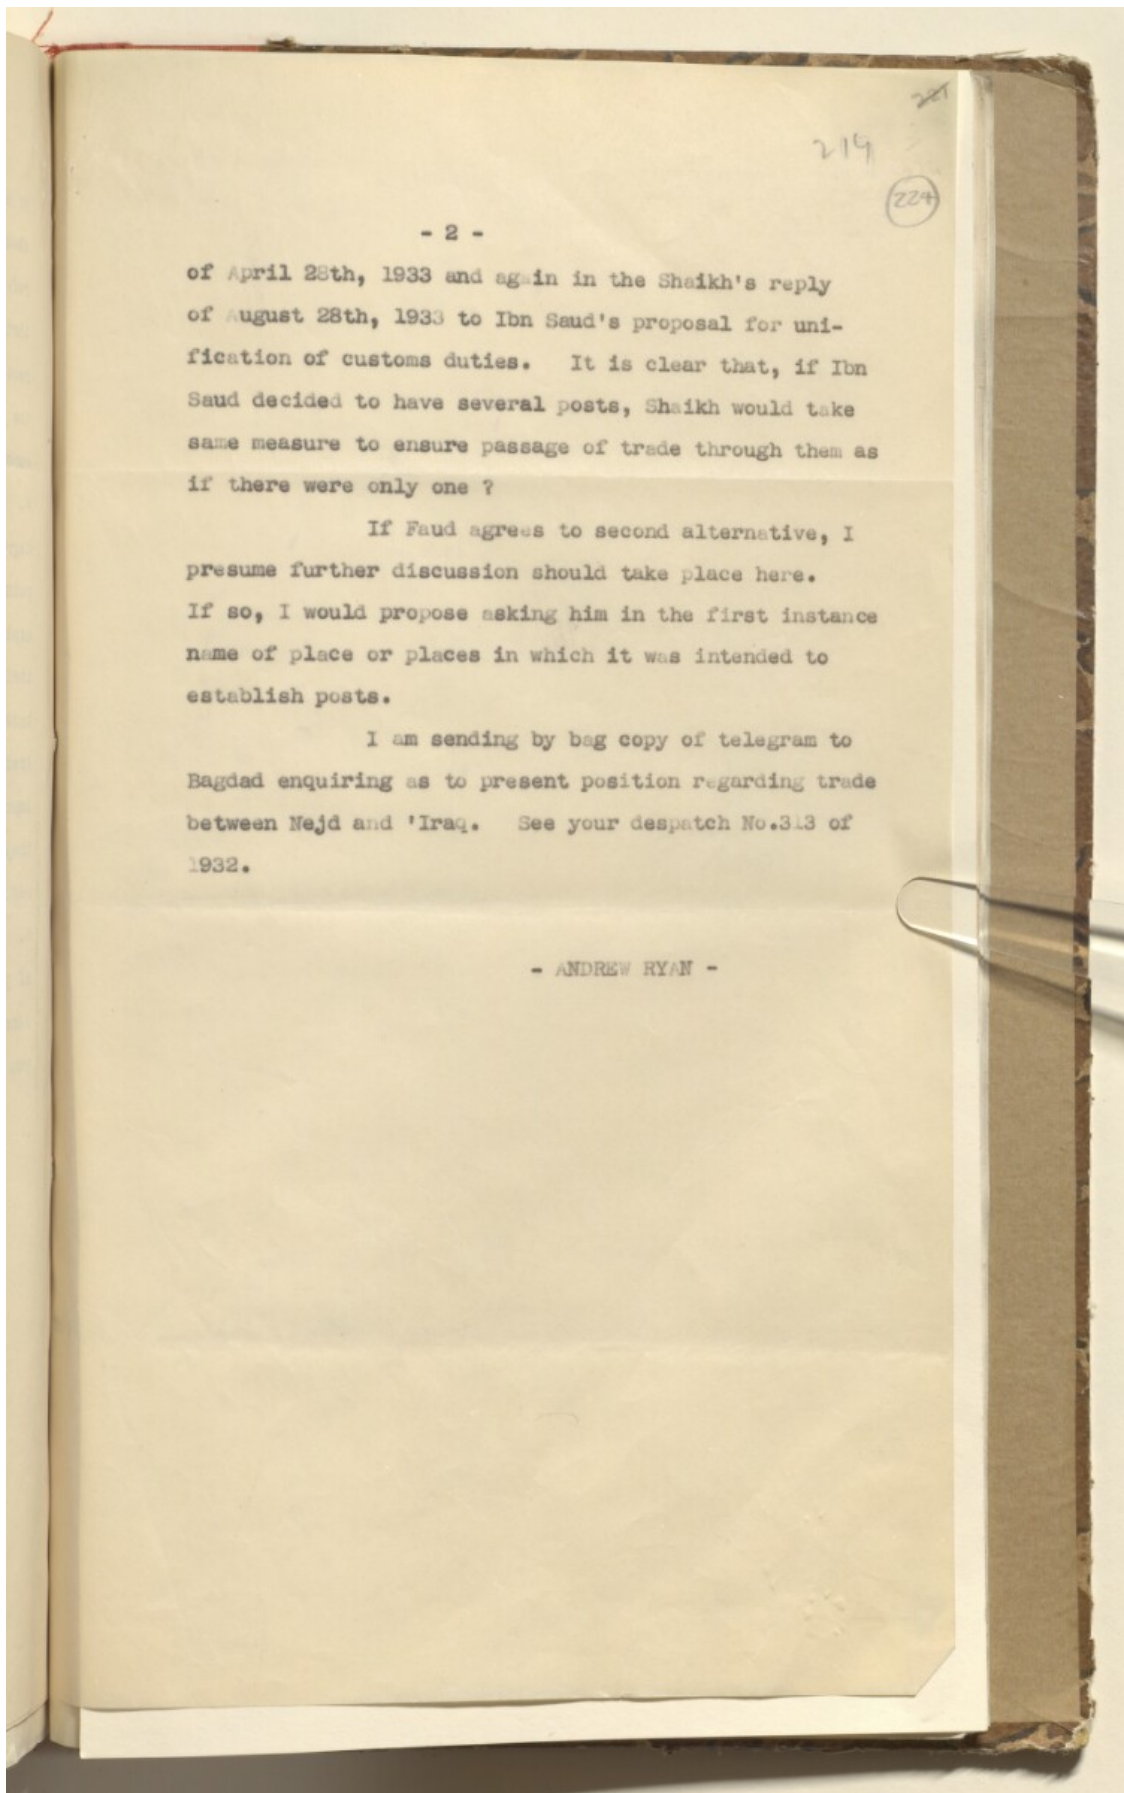 221
219
224
- 2 -
of April 28th, 1933 and again in the Shaikh's reply
of August 28th, 1933 to Ibn Saud's proposal for uni-
fication of customs duties. It is clear that, if Ibn
Saud decided to have several posts, Shaikh would take
same measure to ensure passage of trade through them as
if there were only one ?
If Faud agrees to second alternative, I
presume further discussion should take place here.
If so, I would propose asking him in the first instance
name of place or places in which it was intended to
establish posts.
I am sending by bag copy of telegram to
Bagdad enquiring as to present position regarding trade
between Nejd and 'Iraq. See your despatch No.313 of
1932.
- ANDREW RYAN -